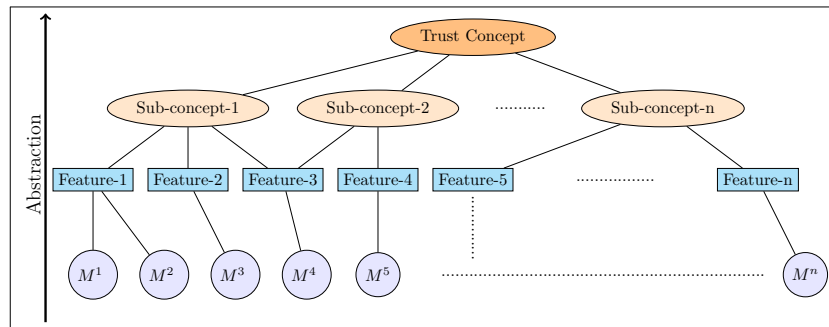 Trust Concept
Sub-concept-1 Sub-concept-2 Sub-concept-n
Feature-1 Feature-2 Feature-3 Feature-4 Feature-5 Feature-n
M¹ M² M³ M⁴ M⁵ Mⁿ
Abstraction